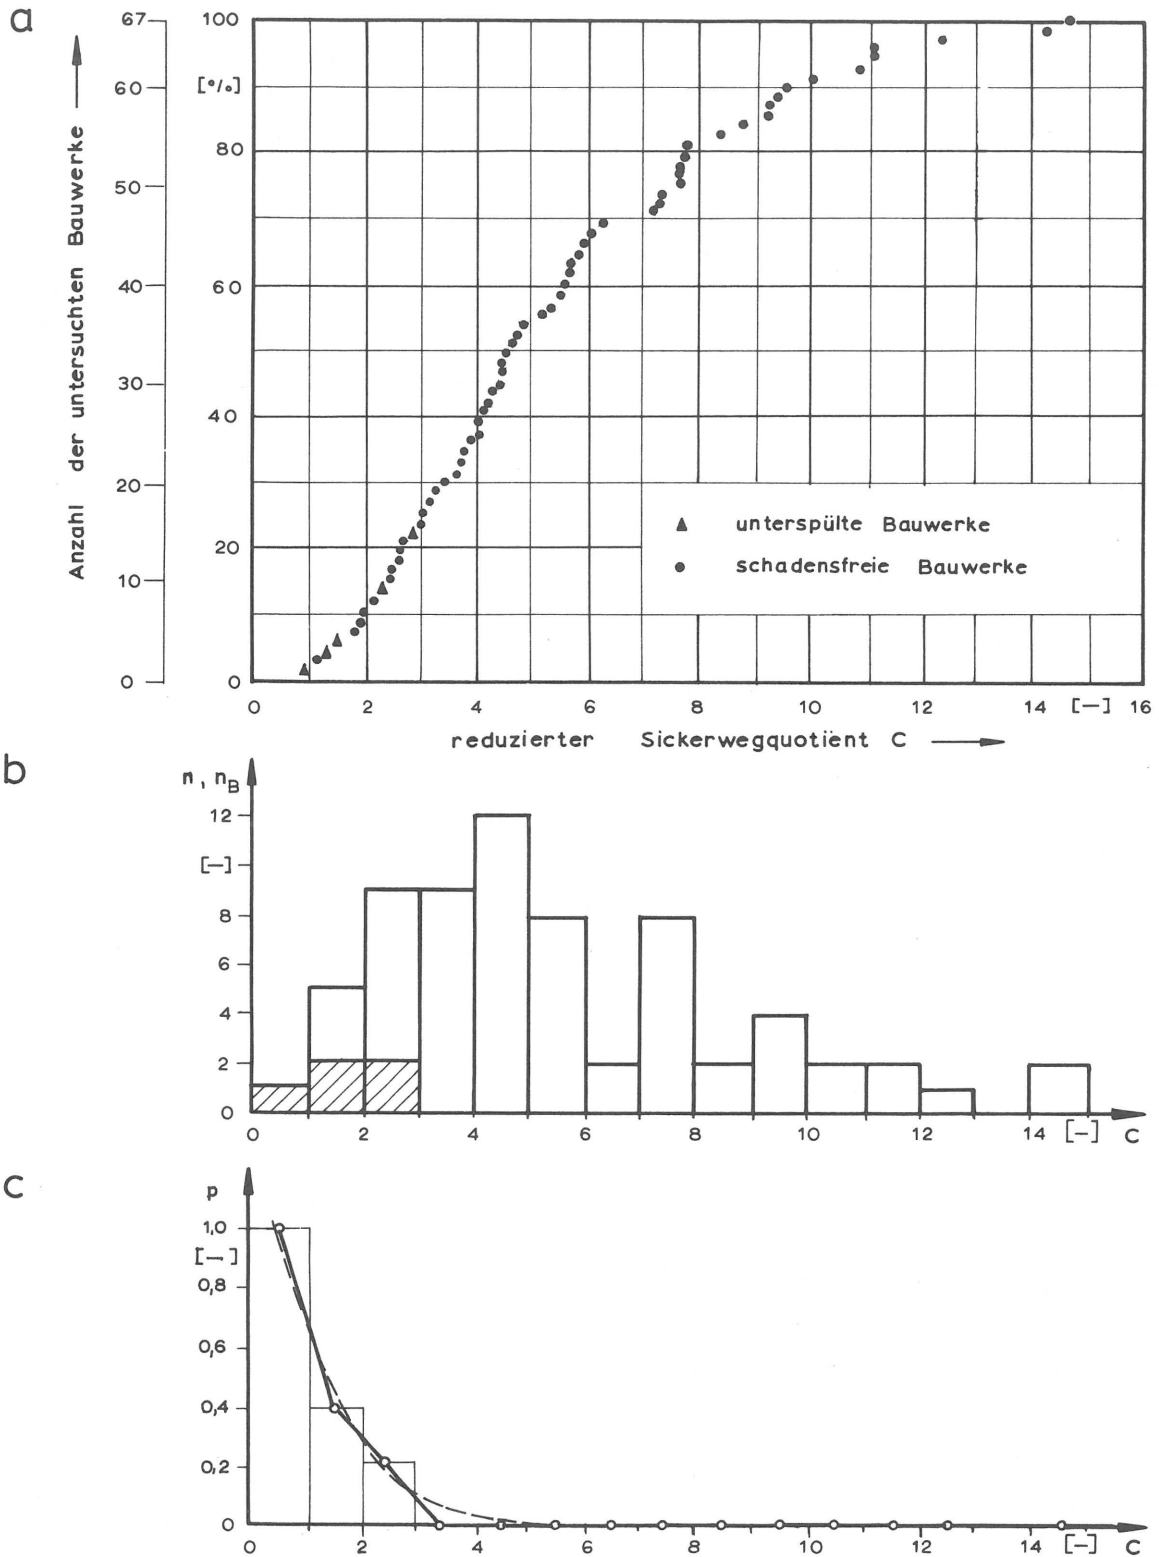 a
Anzahl der untersuchten Bauwerke
67
60
50
40
30
20
10
0
100
[%]
80
60
40
20
0
▲ unterspülte Bauwerke
● schadensfreie Bauwerke
0 2 4 6 8 10 12 14 [—] 16
reduzierter Sickerwegquotient C
b
n, nB
12
[—]
8
6
4
2
0
0 2 4 6 8 10 12 14 [—] C
c
p
1,0
[—]
0,8
0,6
0,4
0,2
0
0 2 4 6 8 10 12 14 [—] C